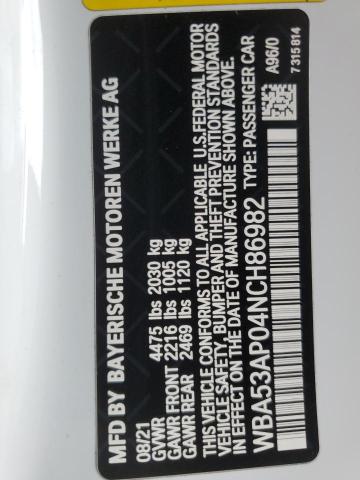 MFD BY BAYERISCHE MOTOREN WERKE AG
08/21
GVWR 4475 lbs 2030 kg
GAWR FRONT 2216 lbs 1005 kg
GAWR REAR 2469 lbs 1120 kg
THIS VEHICLE CONFORMS TO ALL APPLICABLE U.S.FEDERAL MOTOR
VEHICLE SAFETY, BUMPER AND THEFT PREVENTION STANDARDS
IN EFFECT ON THE DATE OF MANUFACTURE SHOWN ABOVE.
WBA53AP04NCH86982 TYPE: PASSENGER CAR
A96/0
7 315 814